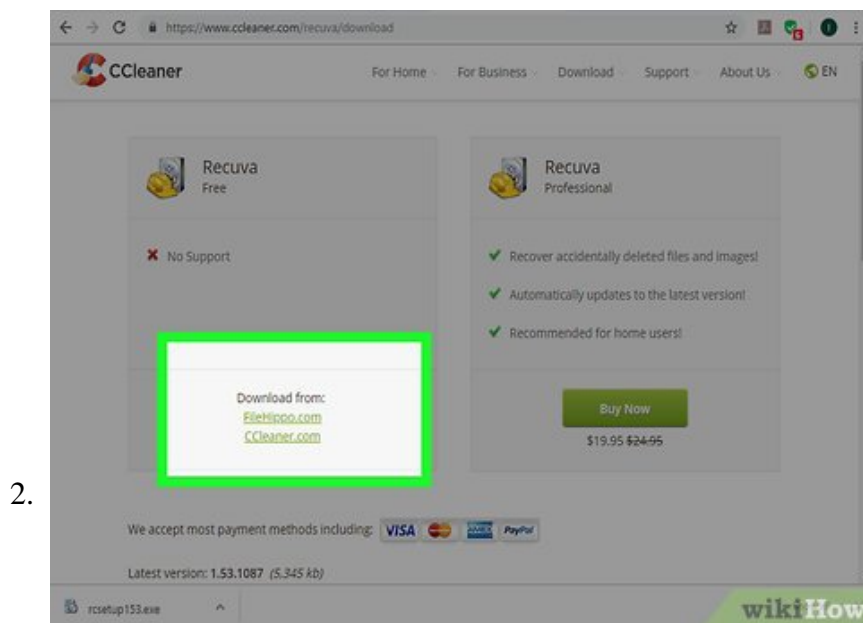 https://www.ccleaner.com/recuva/download
CCleaner
For Home
For Business
Download
Support
About Us
EN
Recuva
Free
No Support
Download from:
FileHippo.com
CCleaner.com
Recuva
Professional
Recover accidentally deleted files and images!
Automatically updates to the latest version!
Recommended for home users!
Buy Now
$19.95 $24.95
2.
We accept most payment methods including: VISA AMEX PayPal
Latest version: 1.53.1087 (5,345 kb)
rcsetup153.exe
wikiHow